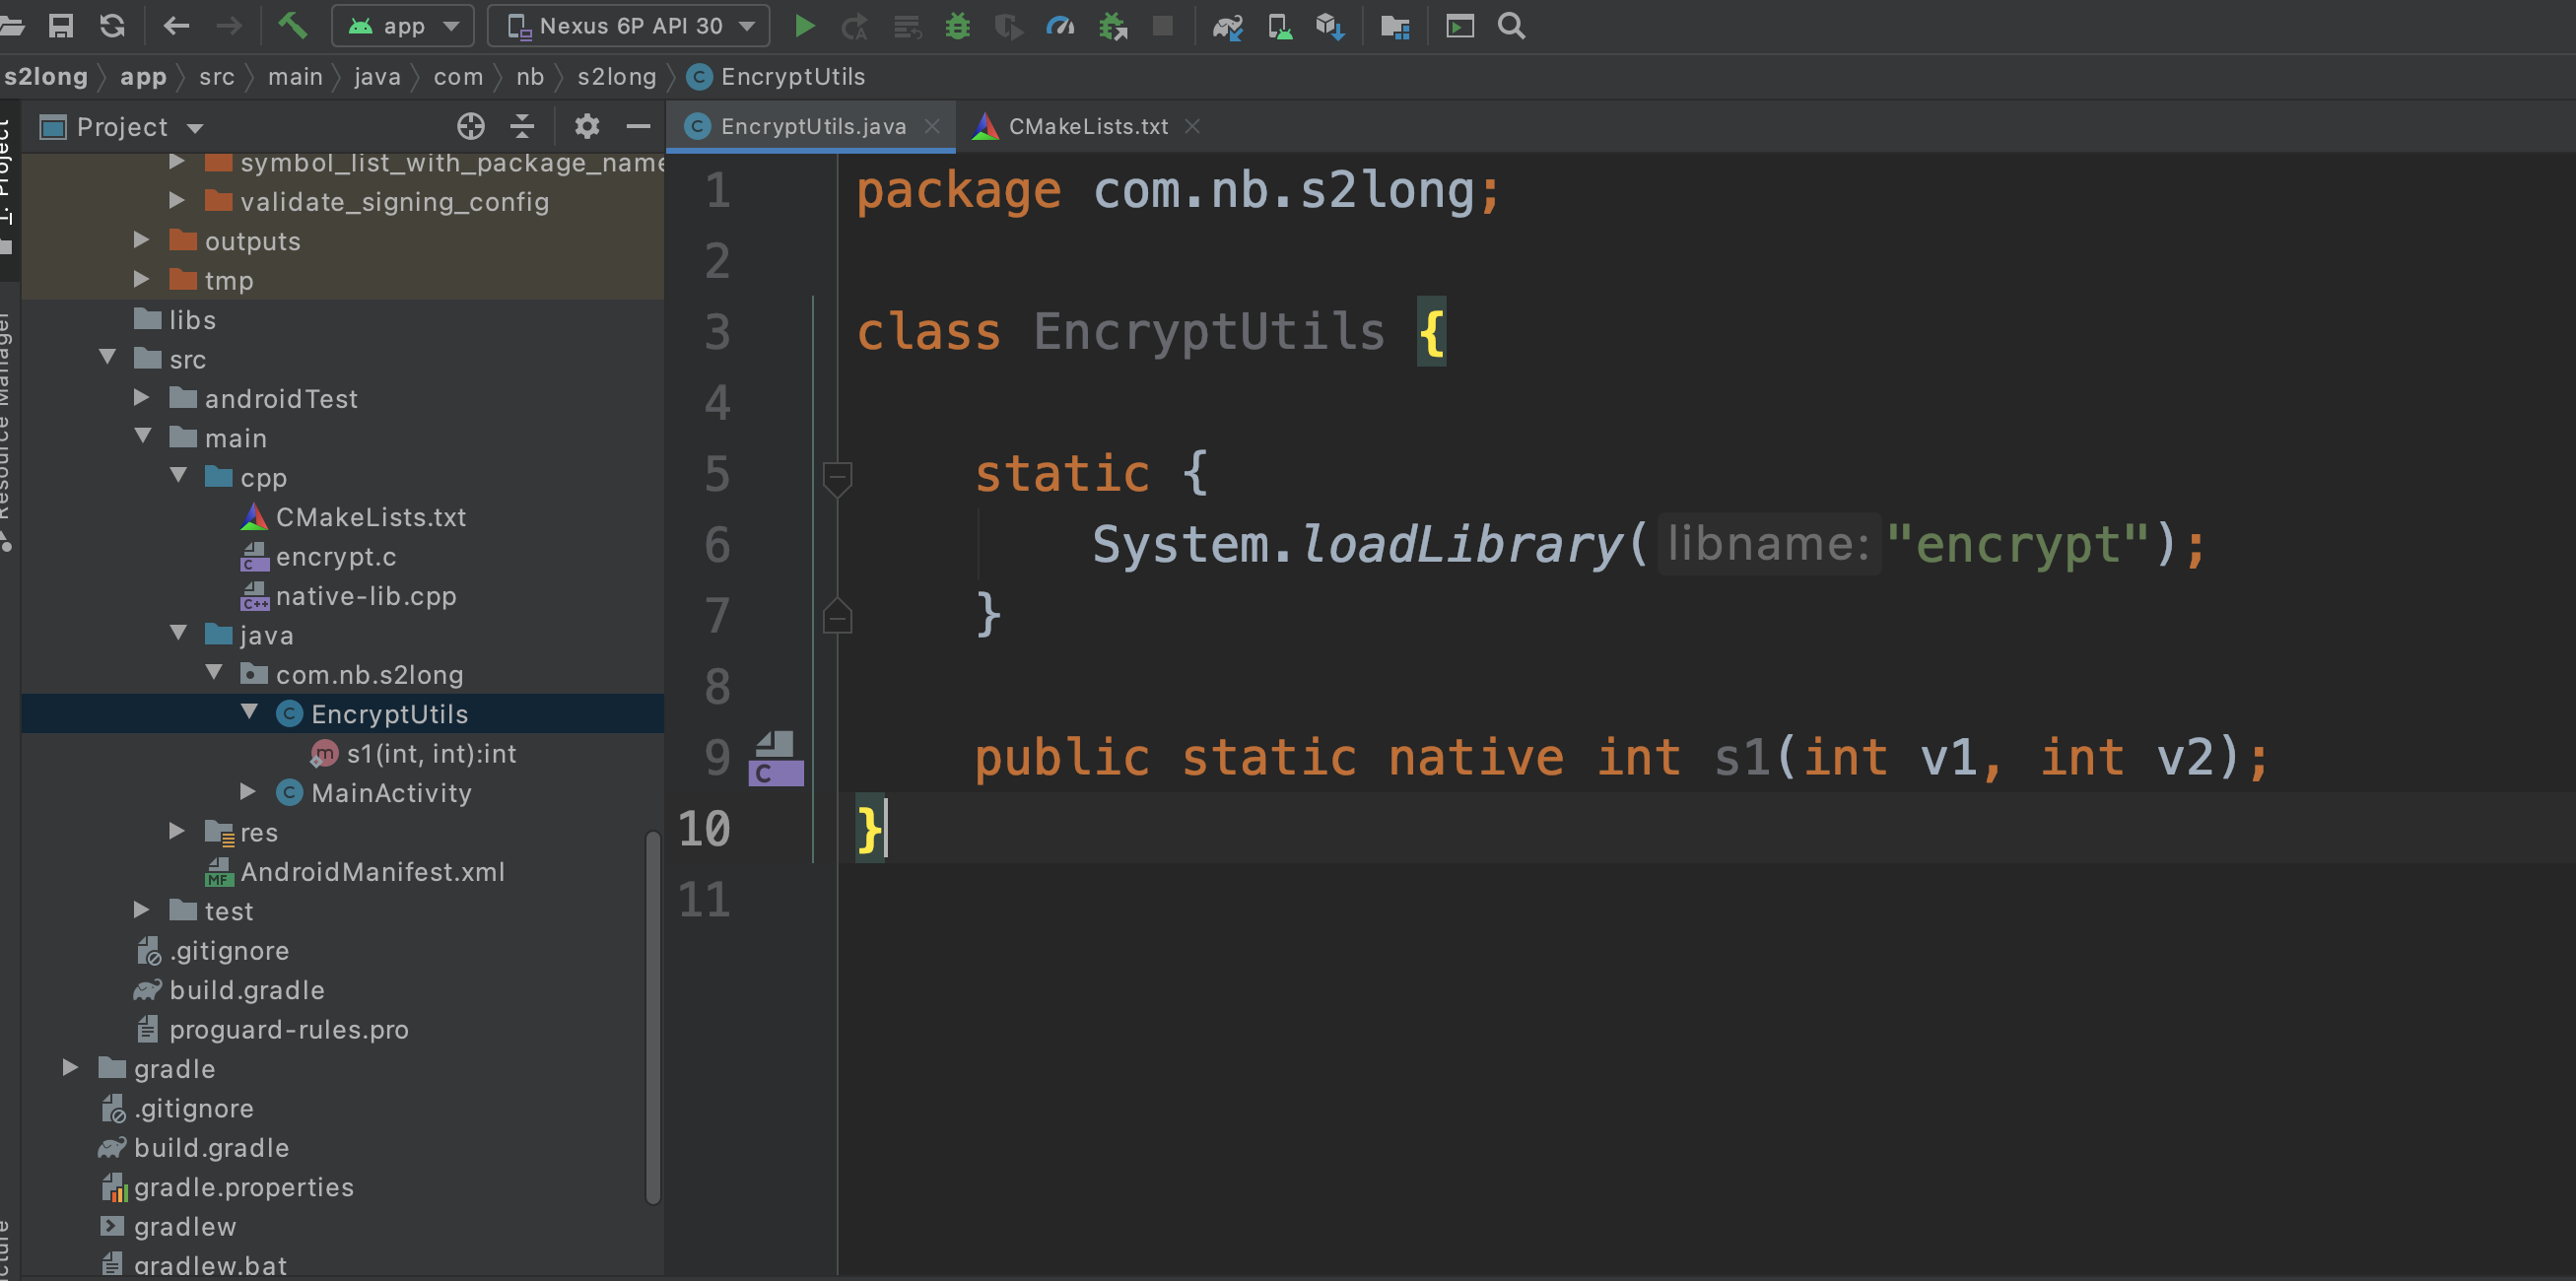 app
Nexus 6P API 30
s2long
app
src
main
java
com
nb
s2long
EncryptUtils
Project
EncryptUtils.java
CMakeLists.txt
1: Project
Resource Manager
symbol_list_with_package_name
validate_signing_config
outputs
tmp
libs
src
androidTest
main
cpp
CMakeLists.txt
encrypt.c
native-lib.cpp
java
com.nb.s2long
EncryptUtils
s1(int, int):int
MainActivity
res
AndroidManifest.xml
test
.gitignore
build.gradle
proguard-rules.pro
gradle
.gitignore
build.gradle
gradle.properties
gradlew
gradlew.bat
1 package com.nb.s2long;
2
3 class EncryptUtils {
4
5 static {
6 System.loadLibrary( libname: "encrypt");
7 }
8
9 public static native int s1(int v1, int v2);
10 }
11